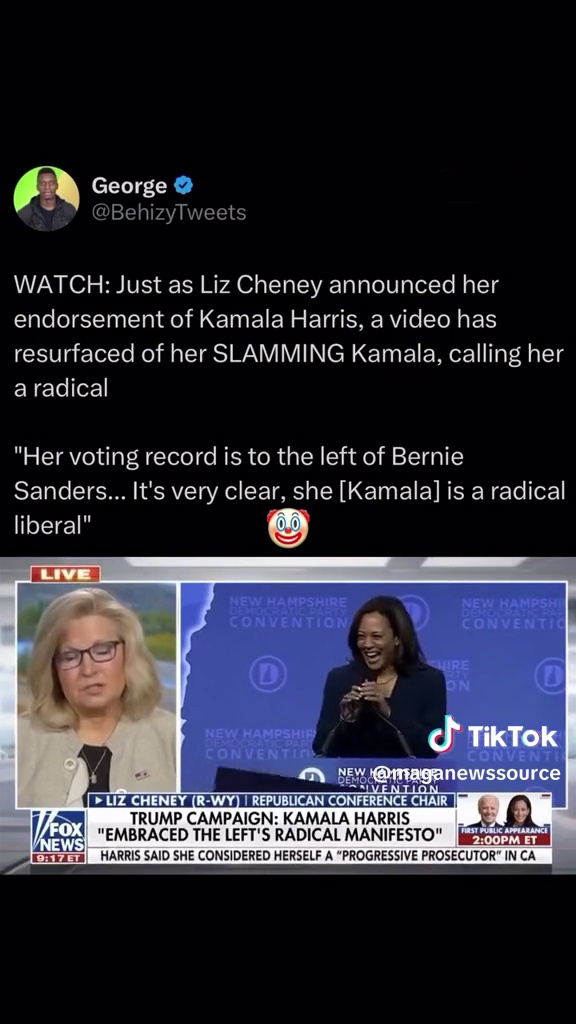 George
@BehizyTweets
WATCH: Just as Liz Cheney announced her
endorsement of Kamala Harris, a video has
resurfaced of her SLAMMING Kamala, calling her
a radical
"Her voting record is to the left of Bernie
Sanders... It's very clear, she [Kamala] is a radical
liberal"
LIVE
NEW HAMPSHIRE
DEMOCRATIC PARTY
CONVENTION
NEW HAMPSHIRE
CONVENTION
TikTok
@maganewssource
LIZ CHENEY (R-WY) | REPUBLICAN CONFERENCE CHAIR
TRUMP CAMPAIGN: KAMALA HARRIS
"EMBRACED THE LEFT'S RADICAL MANIFESTO"
FIRST PUBLIC APPEARANCE
2:00PM ET
FOX
NEWS
9:17 ET
HARRIS SAID SHE CONSIDERED HERSELF A "PROGRESSIVE PROSECUTOR" IN CA